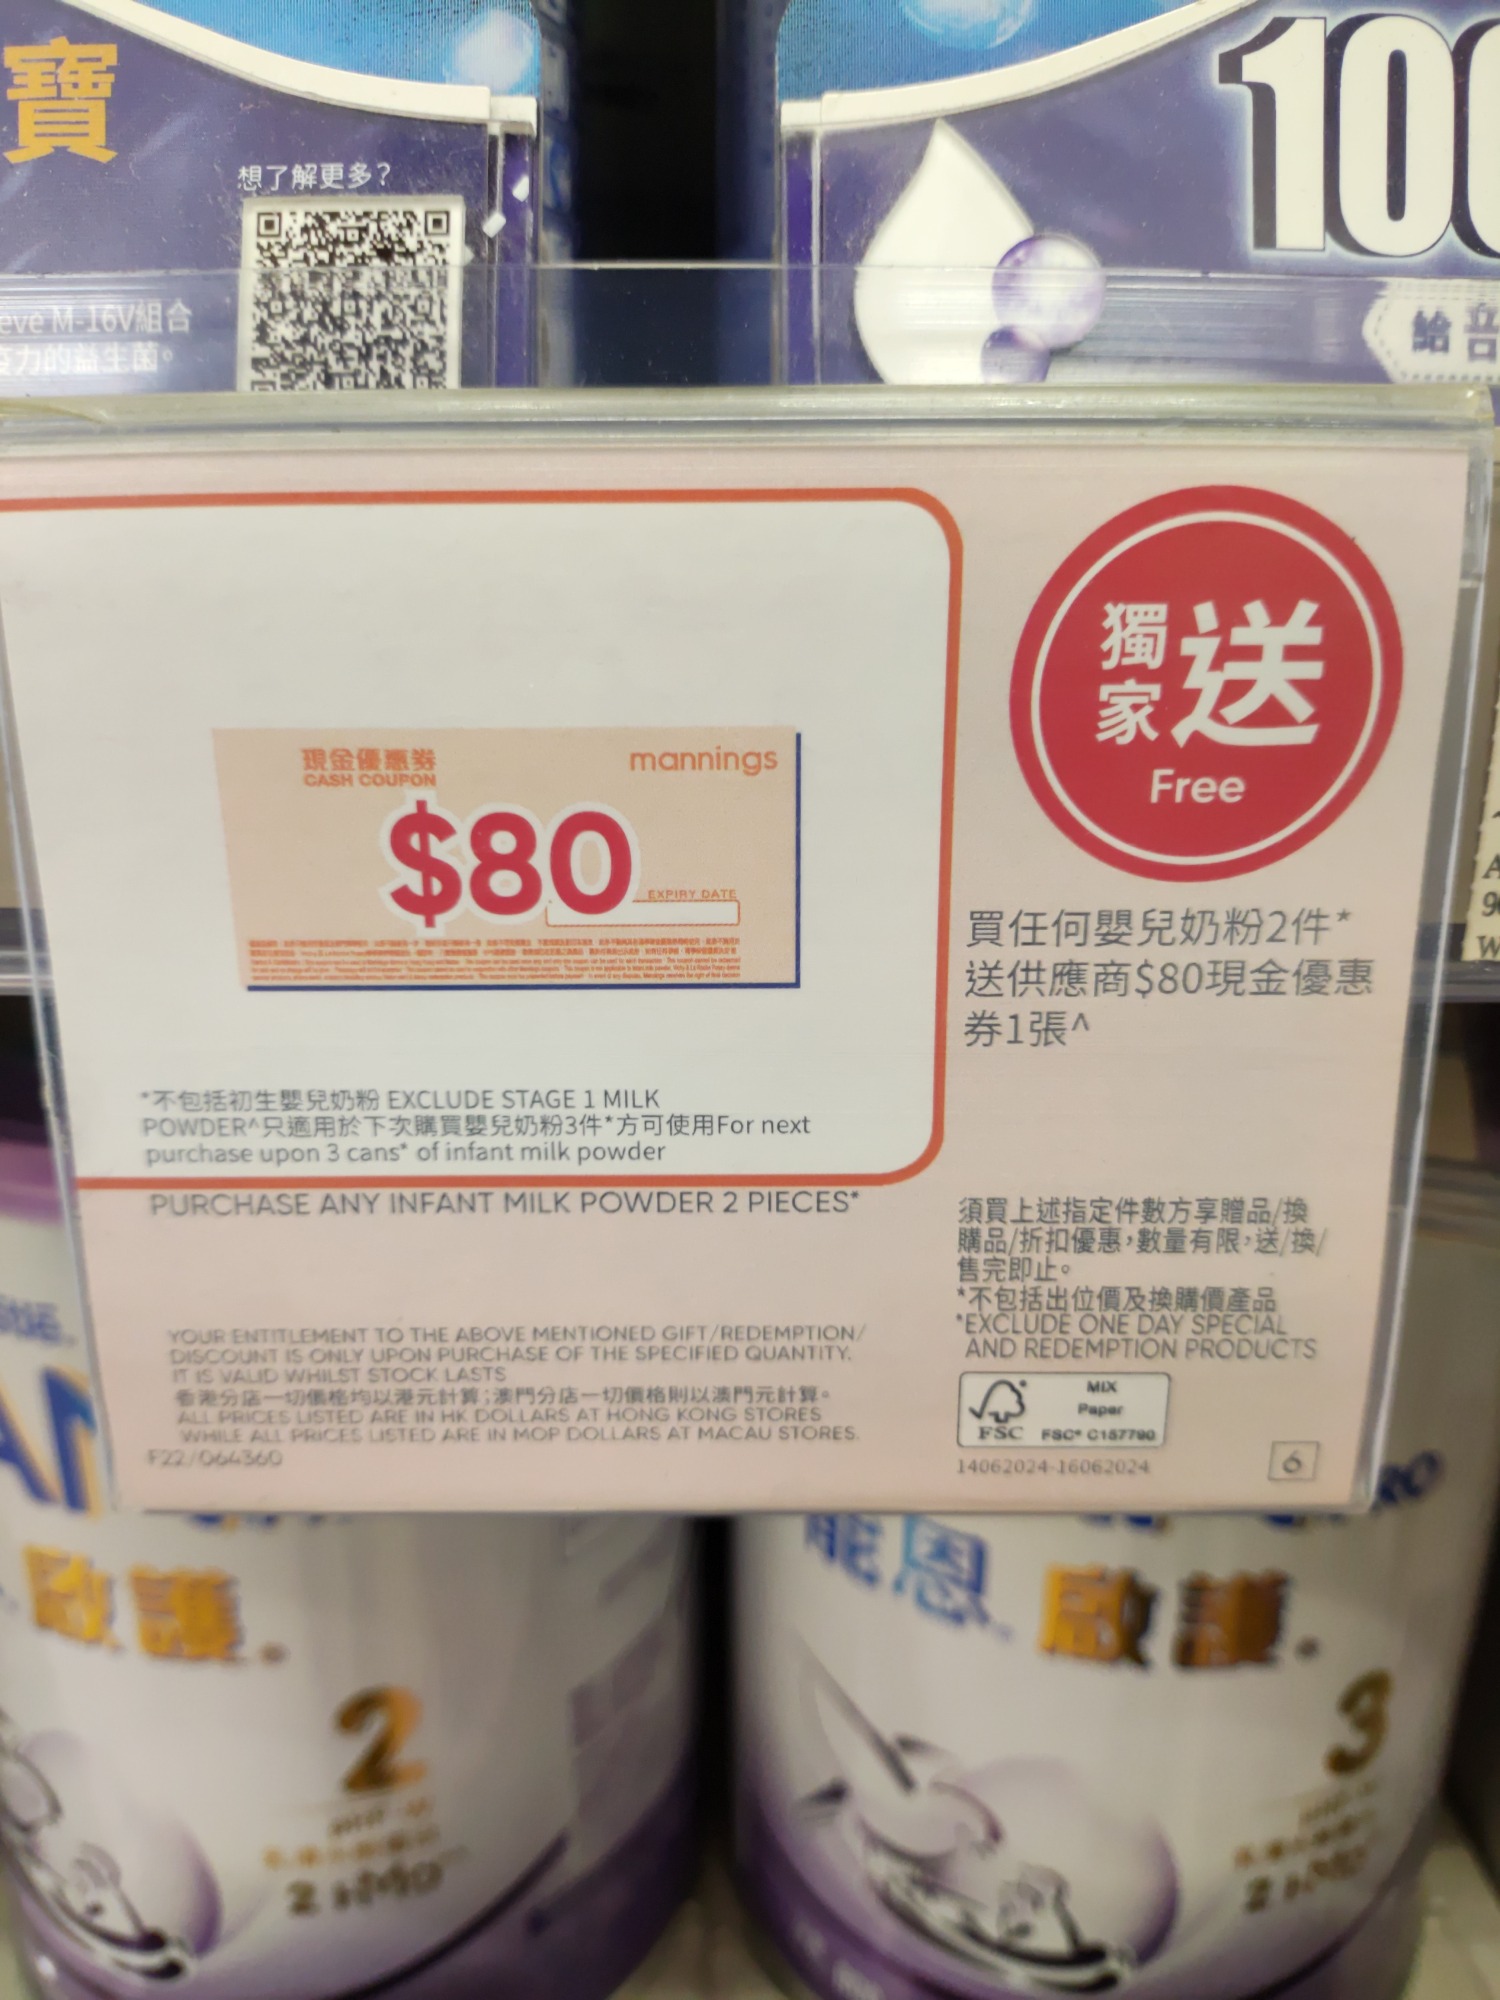 寶
想了解更多?
eve M-16V組合
力的益生菌。
100
給
獨家 送
Free
現金優惠券
CASH COUPON
mannings
$80
EXPIRY DATE
買任何嬰兒奶粉2件*
送供應商$80現金優惠
券1張^
*不包括初生嬰兒奶粉 EXCLUDE STAGE 1 MILK
POWDER^只適用於下次購買嬰兒奶粉3件*方可使用For next
purchase upon 3 cans* of infant milk powder
PURCHASE ANY INFANT MILK POWDER 2 PIECES*
須買上述指定件數方享贈品/換
購品/折扣優惠,數量有限,送/換/
售完即止。
*不包括出位價及換購價產品
*EXCLUDE ONE DAY SPECIAL
AND REDEMPTION PRODUCTS
YOUR ENTITLEMENT TO THE ABOVE MENTIONED GIFT/REDEMPTION/
DISCOUNT IS ONLY UPON PURCHASE OF THE SPECIFIED QUANTITY.
IT IS VALID WHILST STOCK LASTS
香港分店一切價格均以港元計算;澳門分店一切價格則以澳門元計算。
ALL PRICES LISTED ARE IN HK DOLLARS AT HONG KONG STORES
WHILE ALL PRICES LISTED ARE IN MOP DOLLARS AT MACAU STORES.
F22/064360
FSC
MIX
Paper
FSC® C157790
14062024-16062024
6
啟護
2
能恩 啟護
3